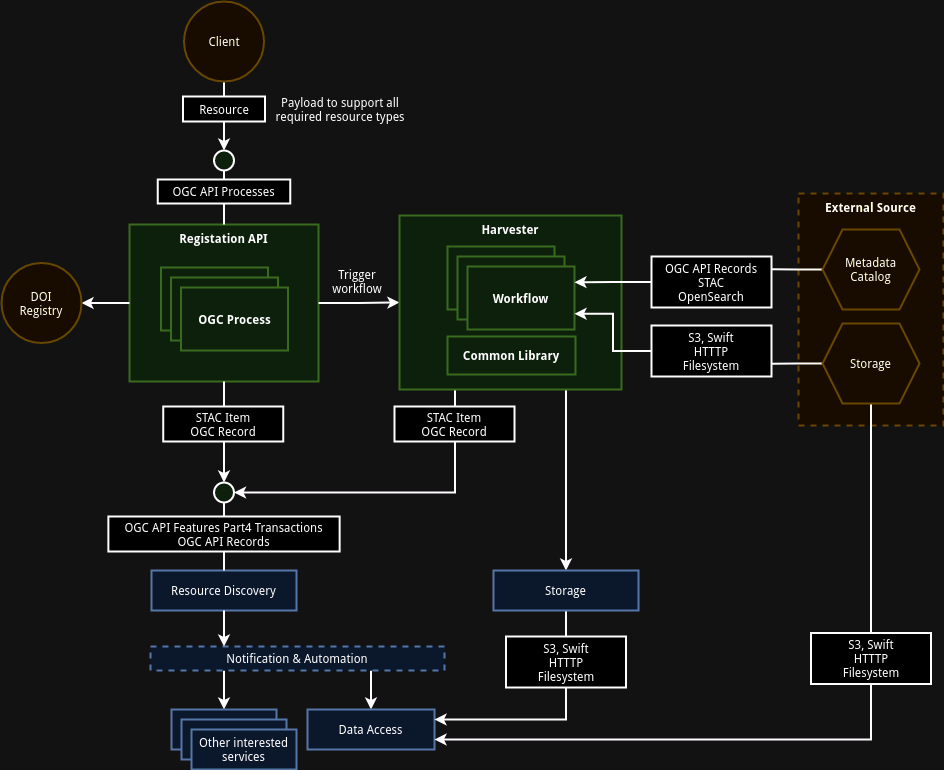 Client
Resource
Payload to support all
required resource types
OGC API Processes
Registation API
OGC Process
DOI
Registry
Trigger
workflow
Harvester
Workflow
Common Library
OGC API Records
STAC
OpenSearch
S3, Swift
HTTTP
Filesystem
External Source
Metadata
Catalog
Storage
STAC Item
OGC Record
STAC Item
OGC Record
OGC API Features Part4 Transactions
OGC API Records
Resource Discovery
Storage
Notification & Automation
S3, Swift
HTTTP
Filesystem
S3, Swift
HTTTP
Filesystem
Other interested
services
Data Access